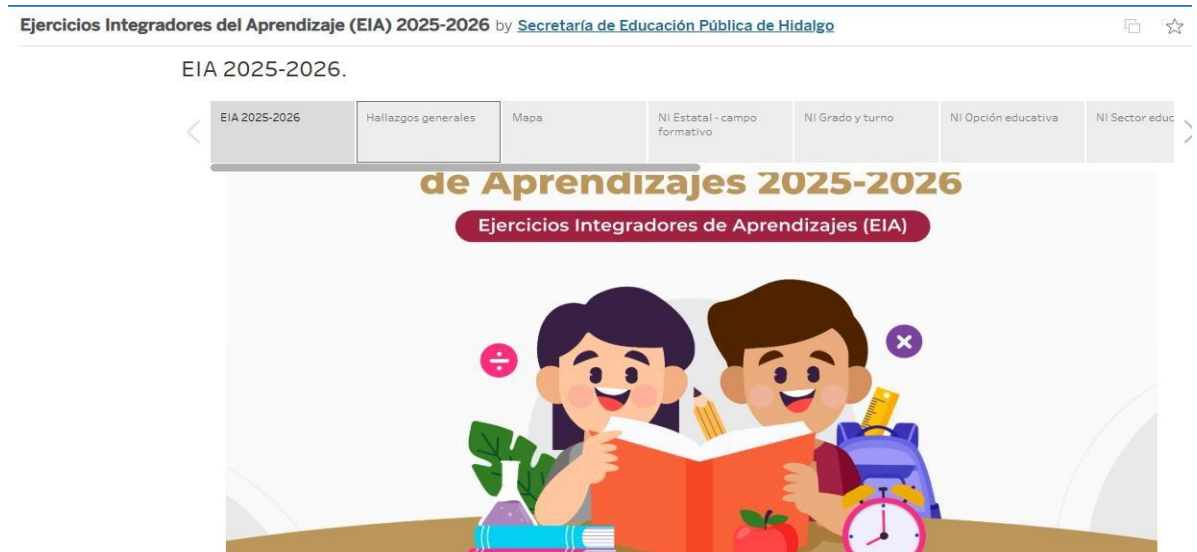 Ejercicios Integradores del Aprendizaje (EIA) 2025-2026 by Secretaría de Educación Pública de Hidalgo
EIA 2025-2026.
EIA 2025-2026
Hallazgos generales
Mapa
NI Estatal - campo
formativo
NI Grado y turno
NI Opción educativa
NI Sector educ
de Aprendizajes 2025-2026
Ejercicios Integradores de Aprendizajes (EIA)